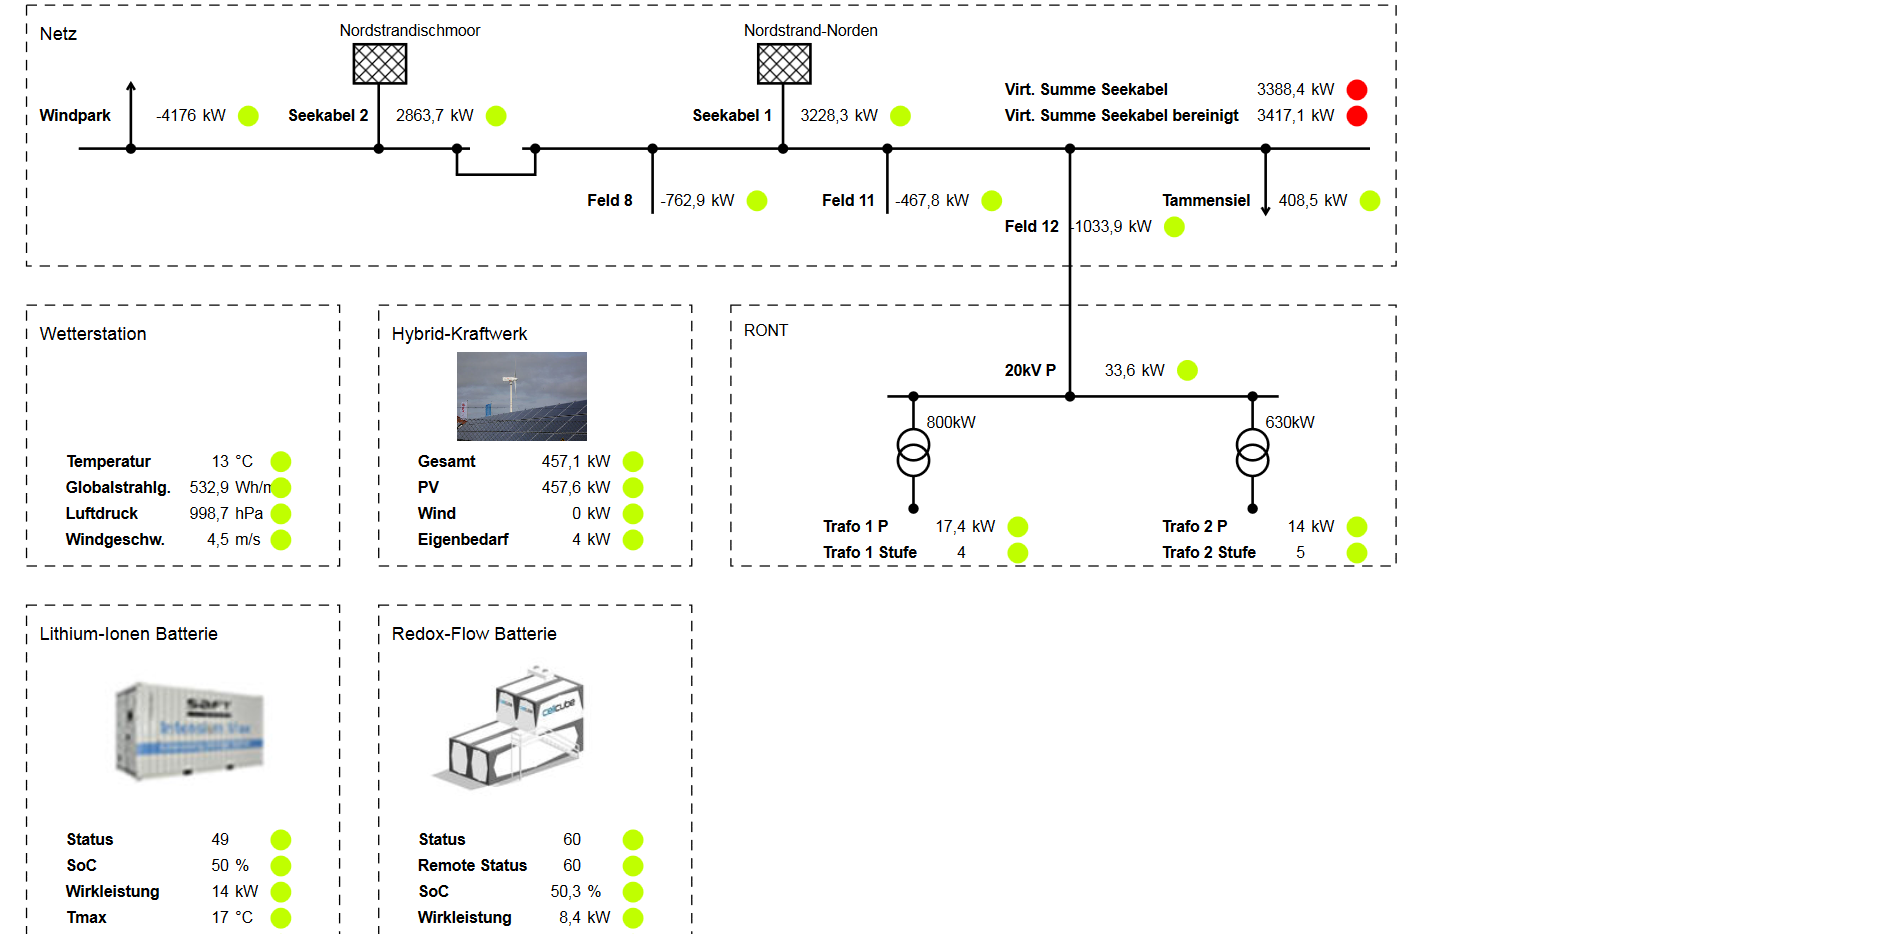 Netz
Nordstrandischmoor
Nordstrand-Norden
Virt. Summe Seekabel 3388,4 kW
Windpark -4176 kW Seekabel 2 2863,7 kW Seekabel 1 3228,3 kW Virt. Summe Seekabel bereinigt 3417,1 kW
Feld 8 -762,9 kW Feld 11 -467,8 kW Tammensiel 408,5 kW
Feld 12 -1033,9 kW
Wetterstation
Temperatur 13 °C
Globalstrahlg. 532,9 Wh/m
Luftdruck 998,7 hPa
Windgeschw. 4,5 m/s
Hybrid-Kraftwerk
Gesamt 457,1 kW
PV 457,6 kW
Wind 0 kW
Eigenbedarf 4 kW
RONT
20kV P 33,6 kW
800kW 630kW
Trafo 1 P 17,4 kW Trafo 2 P 14 kW
Trafo 1 Stufe 4 Trafo 2 Stufe 5
Lithium-Ionen Batterie
saft
Intensium Max
Status 49
SoC 50 %
Wirkleistung 14 kW
Tmax 17 °C
Redox-Flow Batterie
cellcube
Status 60
Remote Status 60
SoC 50,3 %
Wirkleistung 8,4 kW